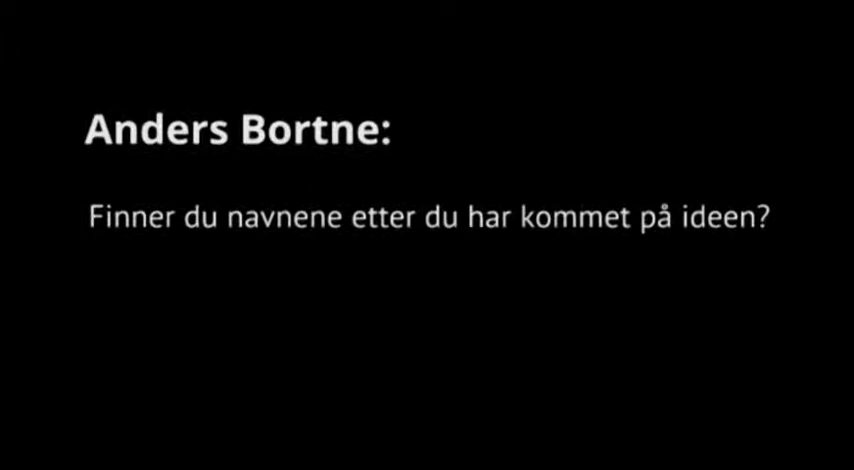 Anders Bortne:
Finner du navnene etter du har kommet på ideen?